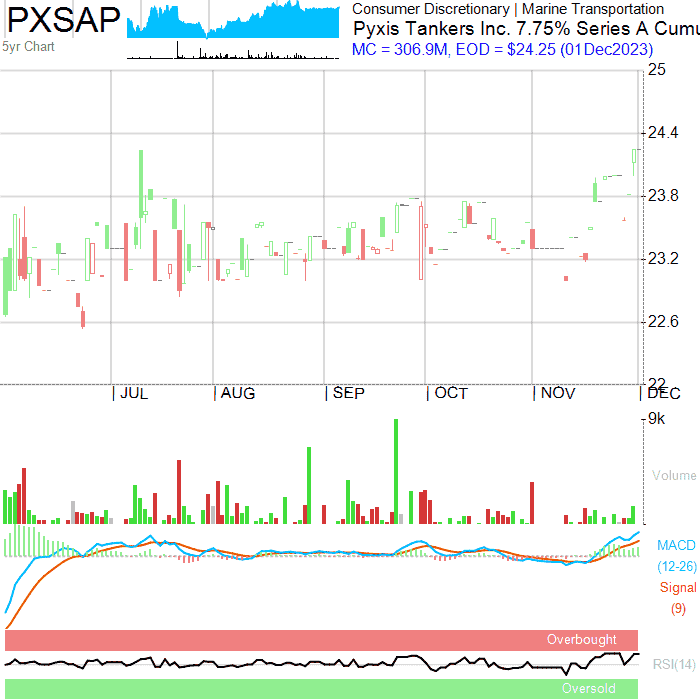 PXSAP
5yr Chart
Consumer Discretionary | Marine Transportation
Pyxis Tankers Inc. 7.75% Series A Cumu
MC = 306.9M, EOD = $24.25 (01Dec2023)
25
24.4
23.8
23.2
22.6
22
JUL AUG SEP OCT NOV DEC
9k
Volume
MACD
(12-26)
Signal
(9)
Overbought
RSI(14)
Oversold